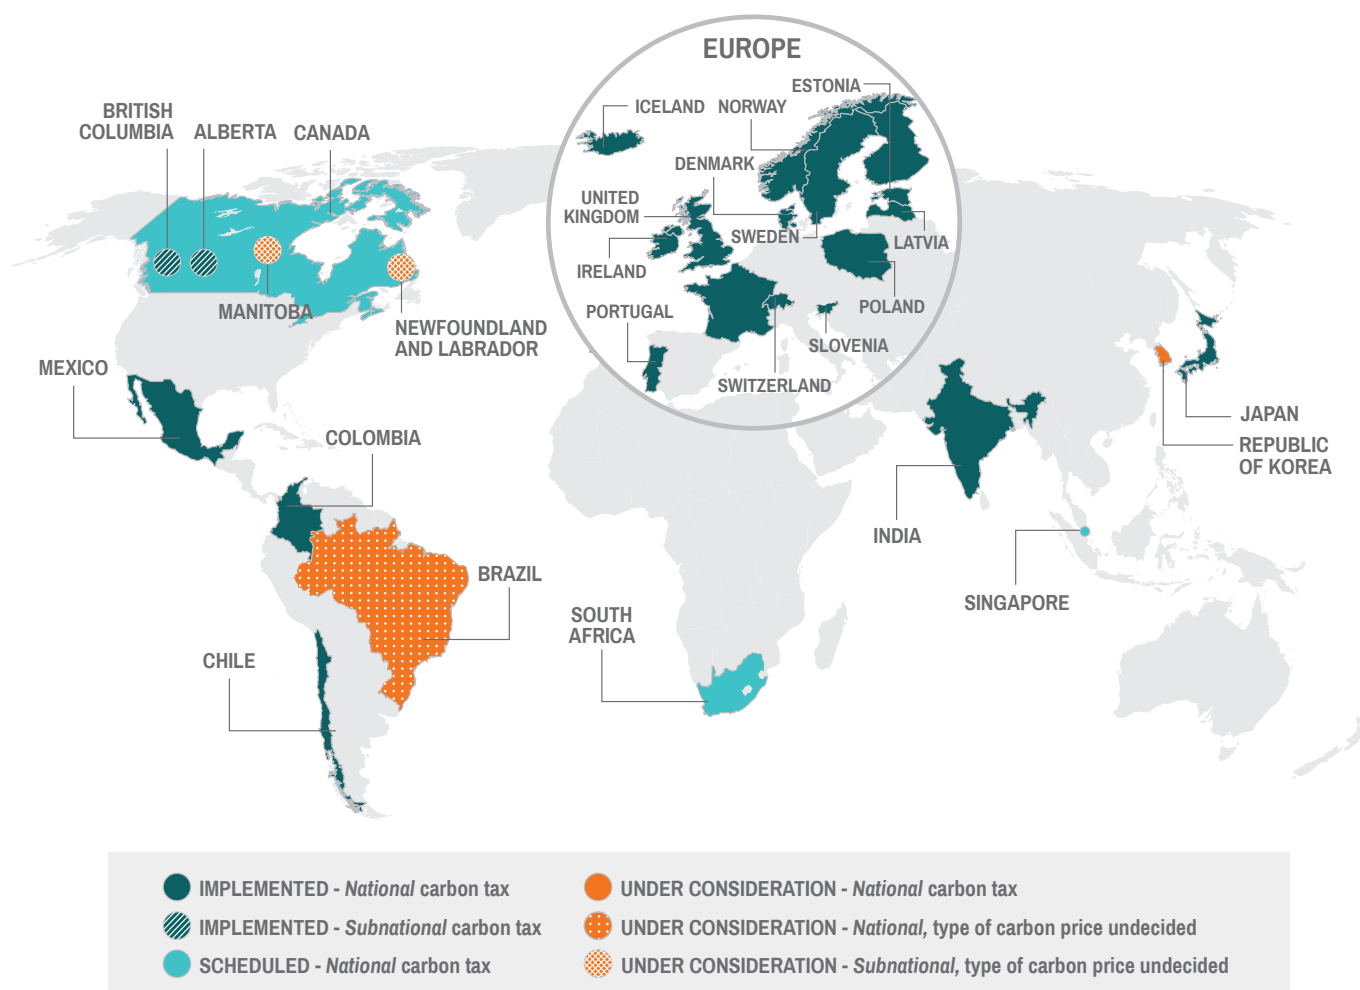 EUROPE
ESTONIA
ICELAND
NORWAY
BRITISH
COLUMBIA
ALBERTA
CANADA
DENMARK
UNITED
KINGDOM
SWEDEN
LATVIA
IRELAND
MANITOBA
PORTUGAL
POLAND
NEWFOUNDLAND
AND LABRADOR
SLOVENIA
MEXICO
SWITZERLAND
JAPAN
COLOMBIA
REPUBLIC
OF KOREA
INDIA
BRAZIL
SINGAPORE
SOUTH
AFRICA
CHILE
IMPLEMENTED - National carbon tax
IMPLEMENTED - Subnational carbon tax
SCHEDULED - National carbon tax
UNDER CONSIDERATION - National carbon tax
UNDER CONSIDERATION - National, type of carbon price undecided
UNDER CONSIDERATION - Subnational, type of carbon price undecided